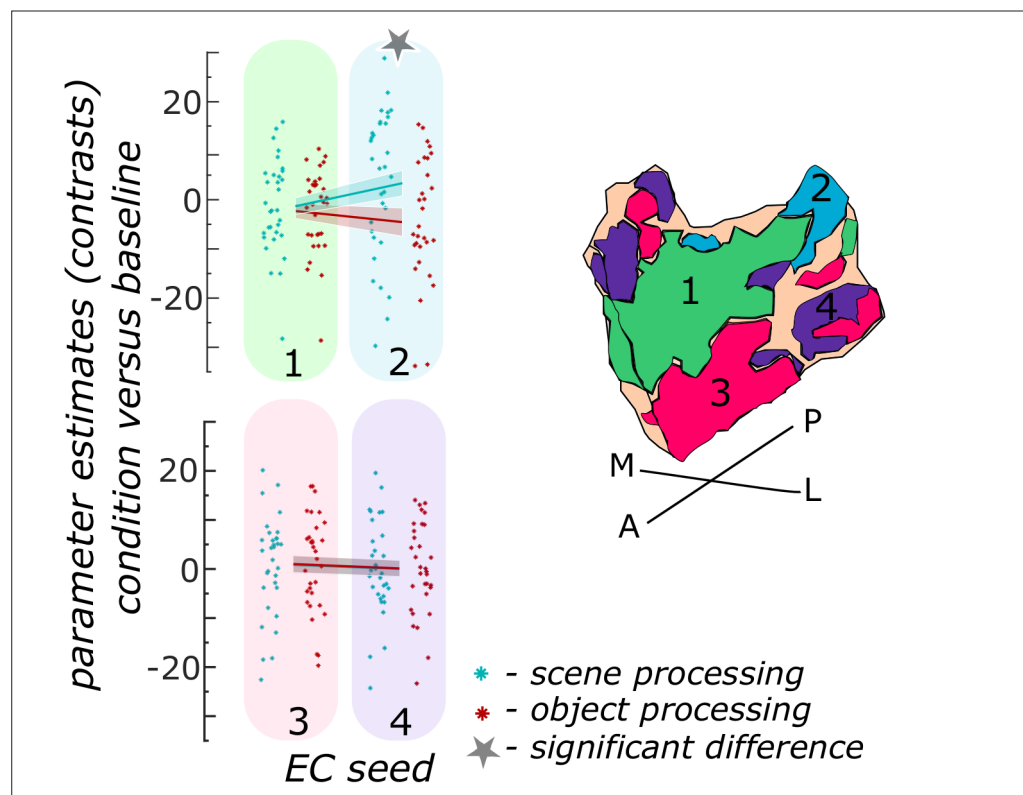 parameter estimates (contrasts)
condition versus baseline
20
0
-20
1
2
20
0
-20
3
4
EC seed
2
1
4
3
P
M
L
A
- scene processing
- object processing
- significant difference